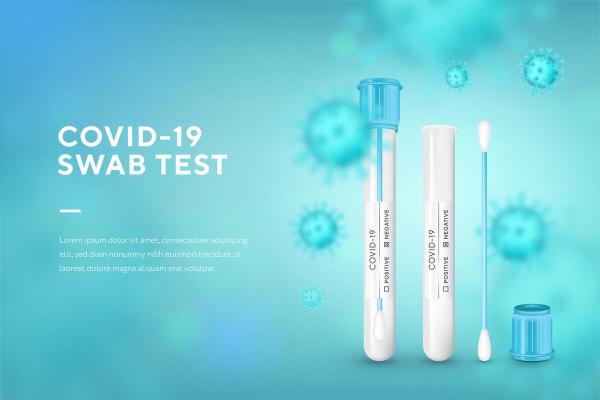 COVID-19
SWAB TEST
Lorem ipsum dolor sit amet, consectetuer adipiscing
elit, sed diam nonummy nibh euismod tincidunt ut
laoreet dolore magna aliquam erat volutpat.
COVID-19
POSITIVE
NEGATIVE
COVID-19
POSITIVE
NEGATIVE